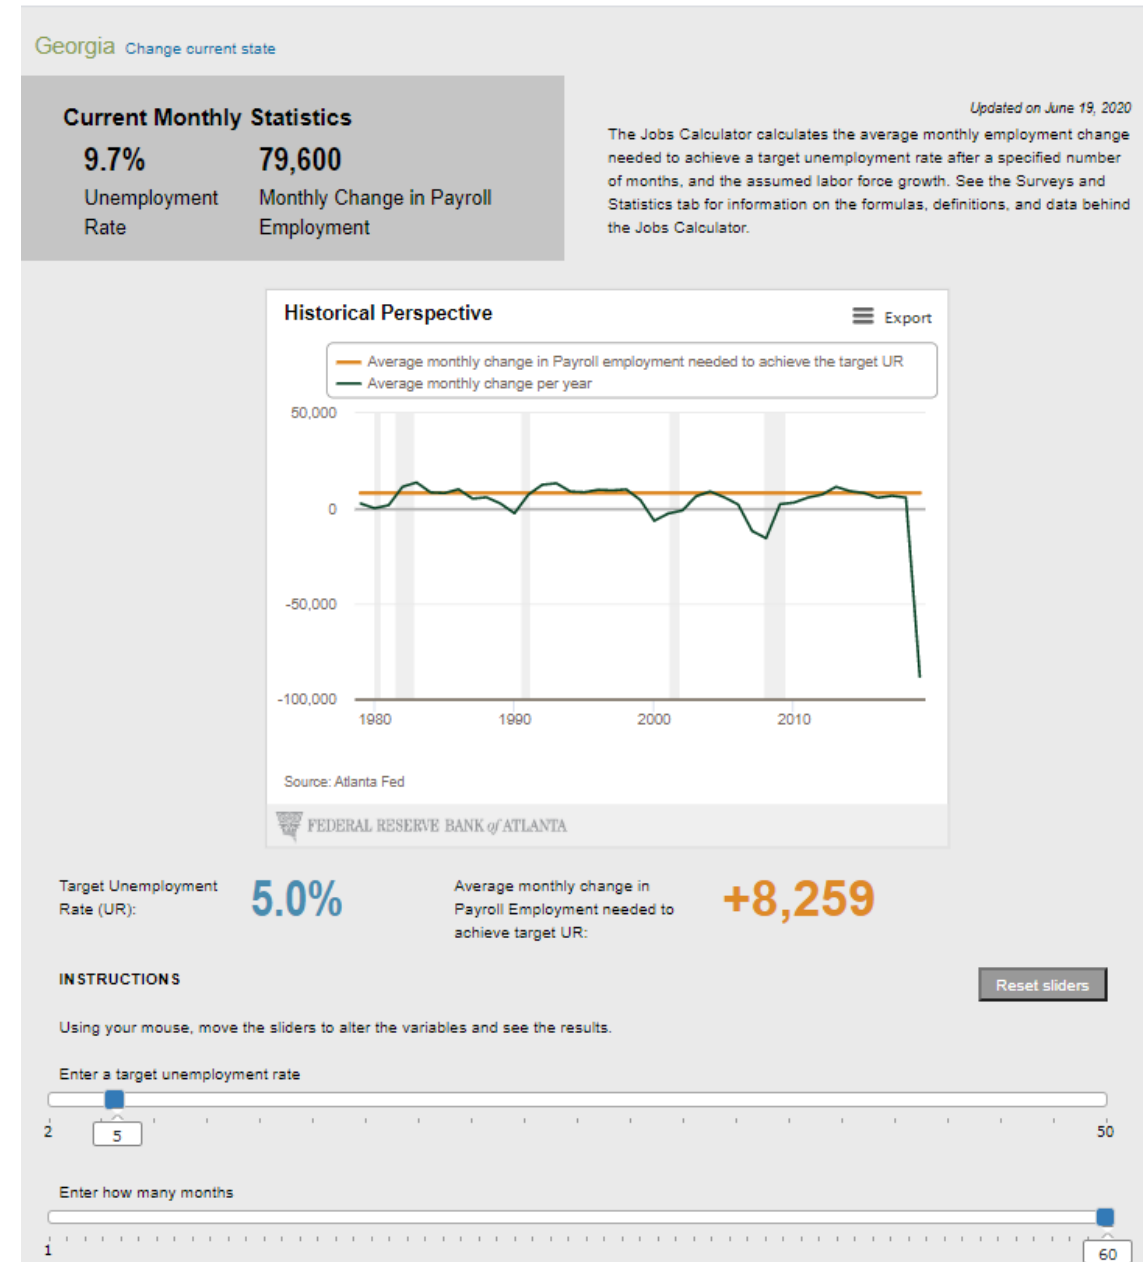 Georgia Change current state
Current Monthly Statistics
9.7%
Unemployment
Rate
79,600
Monthly Change in Payroll
Employment
Updated on June 19, 2020
The Jobs Calculator calculates the average monthly employment change
needed to achieve a target unemployment rate after a specified number
of months, and the assumed labor force growth. See the Surveys and
Statistics tab for information on the formulas, definitions, and data behind
the Jobs Calculator.
Historical Perspective
Export
Average monthly change in Payroll employment needed to achieve the target UR
Average monthly change per year
50,000
0
-50,000
-100,000
1980 1990 2000 2010
Source: Atlanta Fed
FEDERAL RESERVE BANK of ATLANTA
Target Unemployment
Rate (UR):
5.0%
Average monthly change in
Payroll Employment needed to
achieve target UR:
+8,259
INSTRUCTIONS
Reset sliders
Using your mouse, move the sliders to alter the variables and see the results.
Enter a target unemployment rate
2 5 50
Enter how many months
1 60